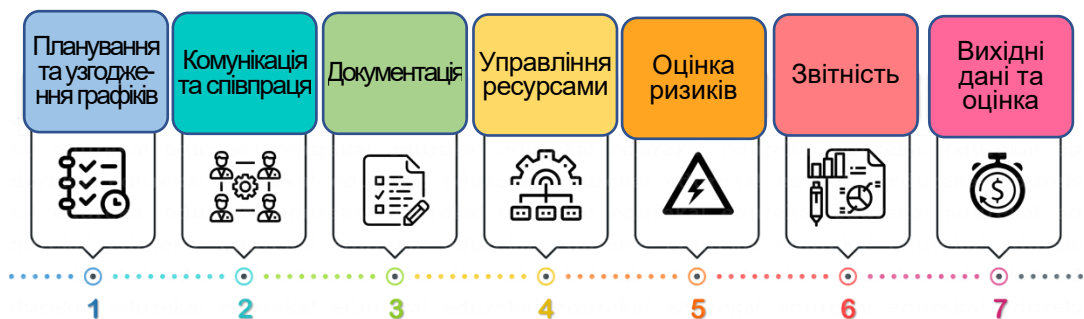 Планування
та узгодже-
ння графіків
Комунікація
та співпраця
Документація
Управління
ресурсами
Оцінка
ризиків
Звітність
Вихідні
дані та
оцінка
1
2
3
4
5
6
7